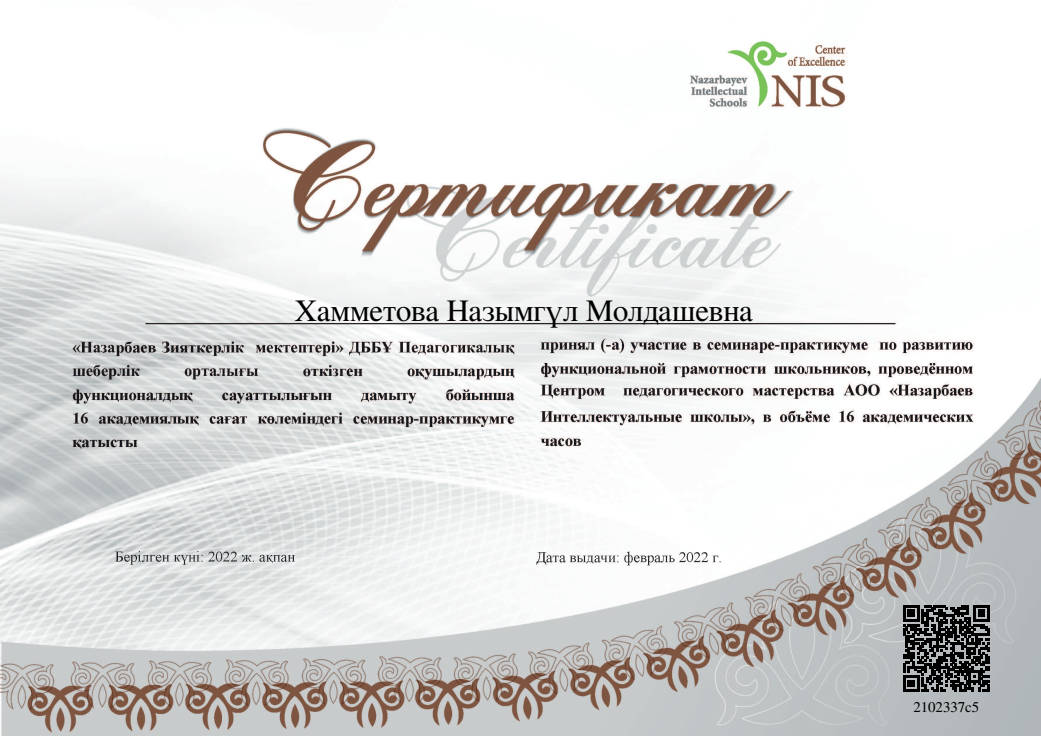 Center
of Excellence
Nazarbayev
Intellectual
Schools
NIS
Сертификат
Certificate
Хамметова Назымгүл Молдашевна
«Назарбаев Зияткерлік мектептері» ДББҰ Педагогикалық
шеберлік орталығы өткізген оқушылардың
функционалдық сауаттылығын дамыту бойынша
16 академиялық сағат көлеміндегі семинар-практикумге
қатысты
принял (-а) участие в семинаре-практикуме по развитию
функциональной грамотности школьников, проведённом
Центром педагогического мастерства АОО «Назарбаев
Интеллектуальные школы», в объёме 16 академических
часов
Берілген күні: 2022 ж. ақпан
Дата выдачи: февраль 2022 г.
2102337c5